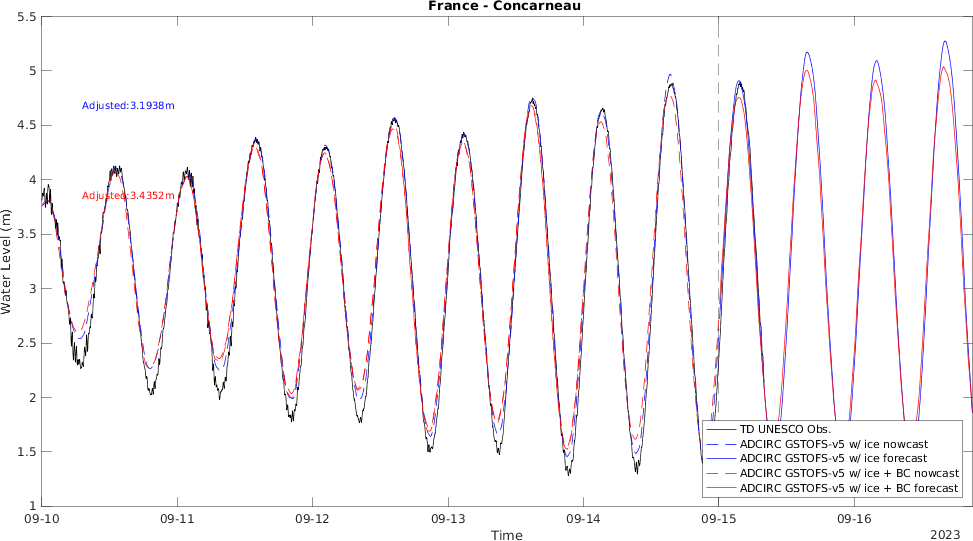 France - Concarneau
5.5
5
4.5
4
3.5
3
2.5
2
1.5
1
Water Level (m)
Adjusted:3.1938m
Adjusted:3.4352m
TD UNESCO Obs.
ADCIRC GSTOFS-v5 w/ ice nowcast
ADCIRC GSTOFS-v5 w/ ice forecast
ADCIRC GSTOFS-v5 w/ ice + BC nowcast
ADCIRC GSTOFS-v5 w/ ice + BC forecast
09-10 09-11 09-12 09-13 09-14 09-15 09-16
Time
2023